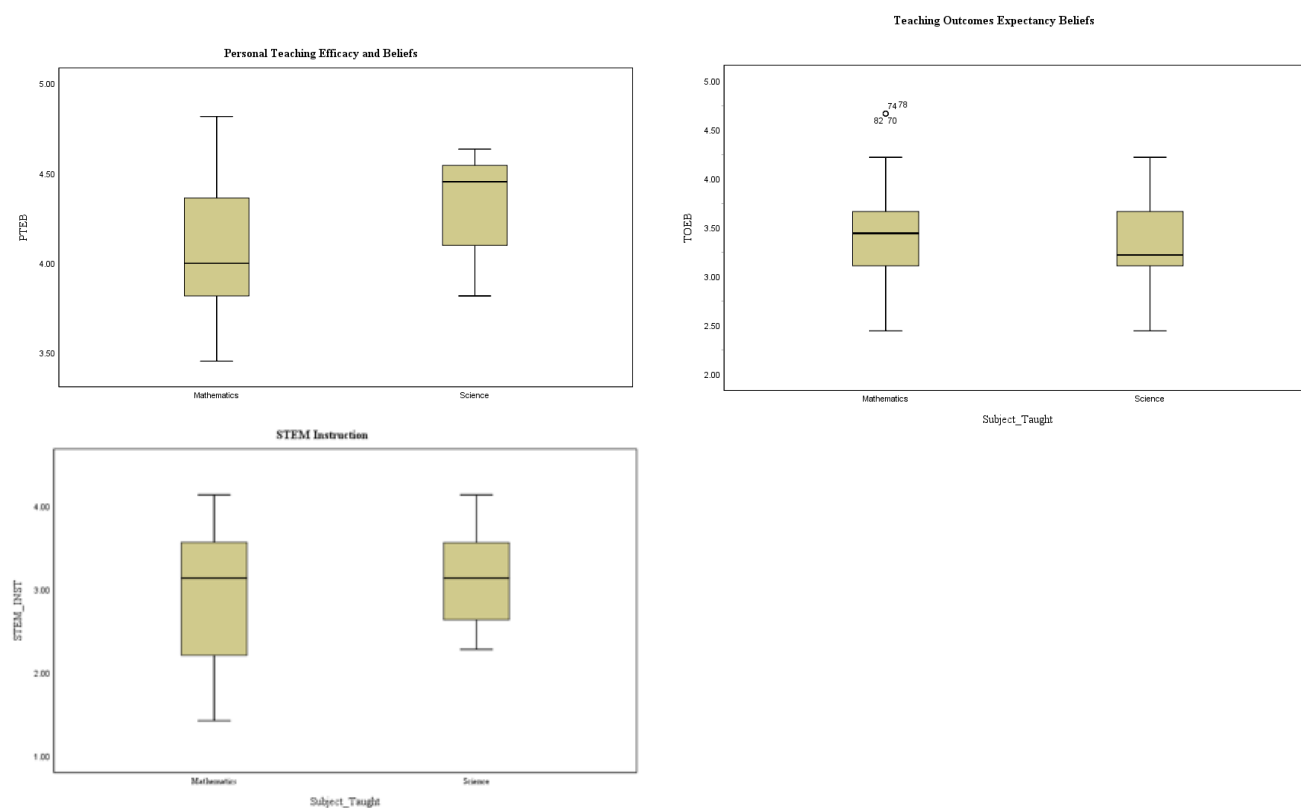 Personal Teaching Efficacy and Beliefs
5.00
4.50
4.00
3.50
PTEB
Mathematics Science
Teaching Outcomes Expectancy Beliefs
5.00
4.50
4.00
3.50
3.00
2.50
2.00
TOEB
74 78
82 70
Mathematics Science
Subject_Taught
STEM Instruction
4.00
3.00
2.00
1.00
STEM_INST
Mathematics Science
Subject_Taught